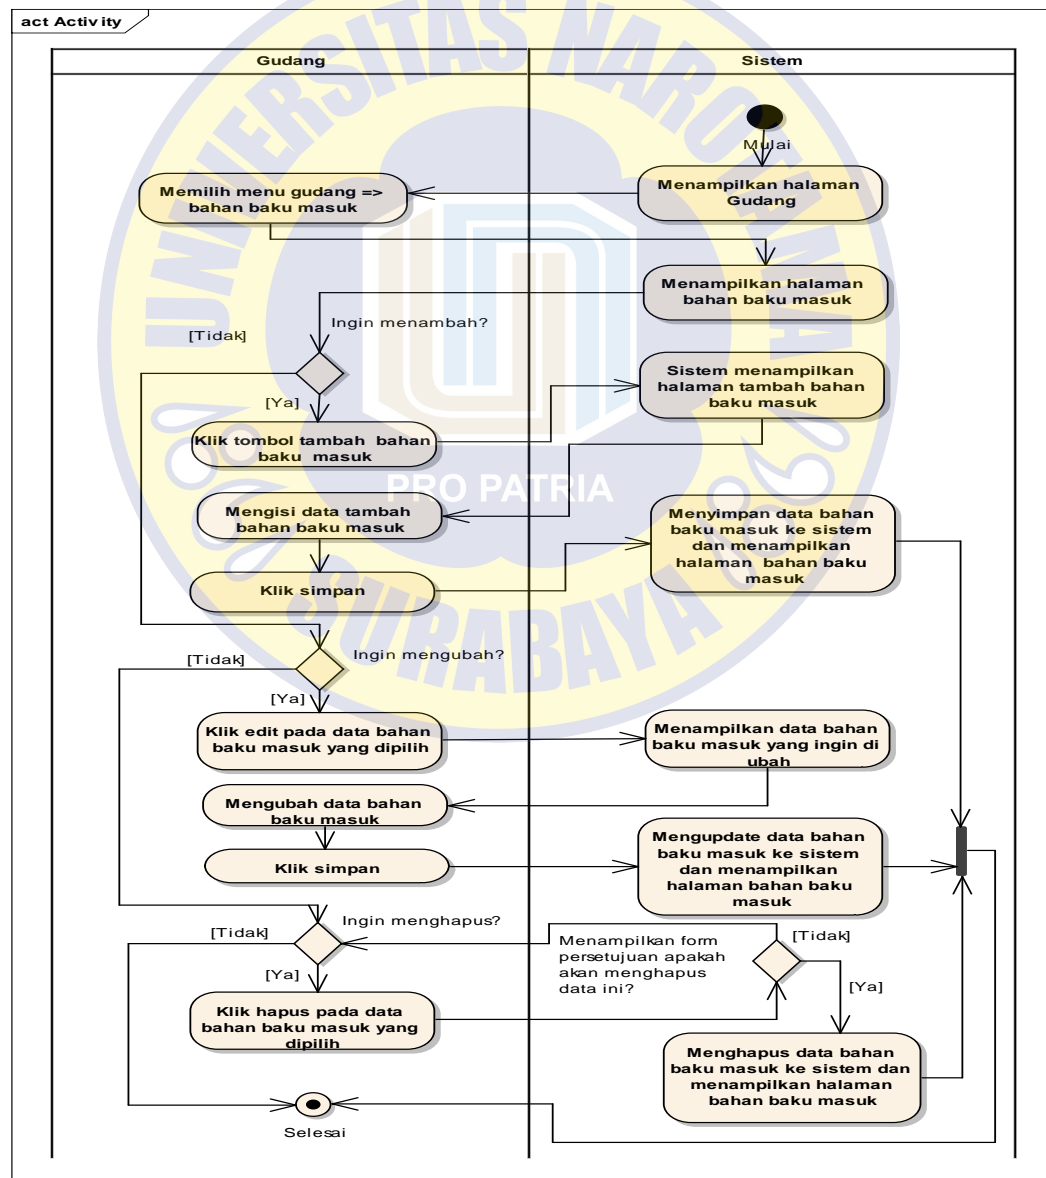 act Activity
Gudang
Sistem
Mulai
Menampilkan halaman
Gudang
Memilih menu gudang =>
bahan baku masuk
Menampilkan halaman
bahan baku masuk
Ingin menambah?
[Tidak]
[Ya]
Sistem menampilkan
halaman tambah bahan
baku masuk
Klik tombol tambah bahan
baku masuk
Mengisi data tambah
bahan baku masuk
Klik simpan
Menyimpan data bahan
baku masuk ke sistem
dan menampilkan
halaman bahan baku
masuk
Ingin mengubah?
[Tidak]
[Ya]
Klik edit pada data bahan
baku masuk yang dipilih
Menampilkan data bahan
baku masuk yang ingin di
ubah
Mengubah data bahan
baku masuk
Klik simpan
Mengupdate data bahan
baku masuk ke sistem
dan menampilkan
halaman bahan baku
masuk
Ingin menghapus?
[Tidak]
[Ya]
Klik hapus pada data
bahan baku masuk yang
dipilih
Menampilkan form
persetujuan apakah
akan menghapus
data ini?
[Tidak]
[Ya]
Menghapus data bahan
baku masuk ke sistem dan
menampilkan halaman
bahan baku masuk
Selesai
UNIVERSITAS NAROTAMA
PRO PATRIA
SURABAYA